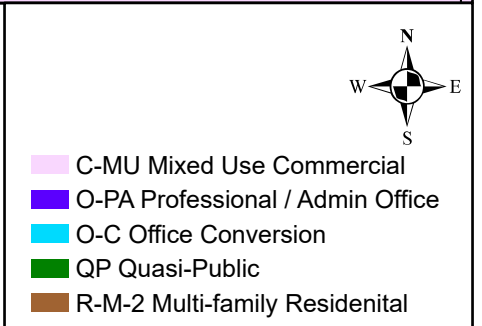 N
W E
S
C-MU Mixed Use Commercial
O-PA Professional / Admin Office
O-C Office Conversion
QP Quasi-Public
R-M-2 Multi-family Residenital